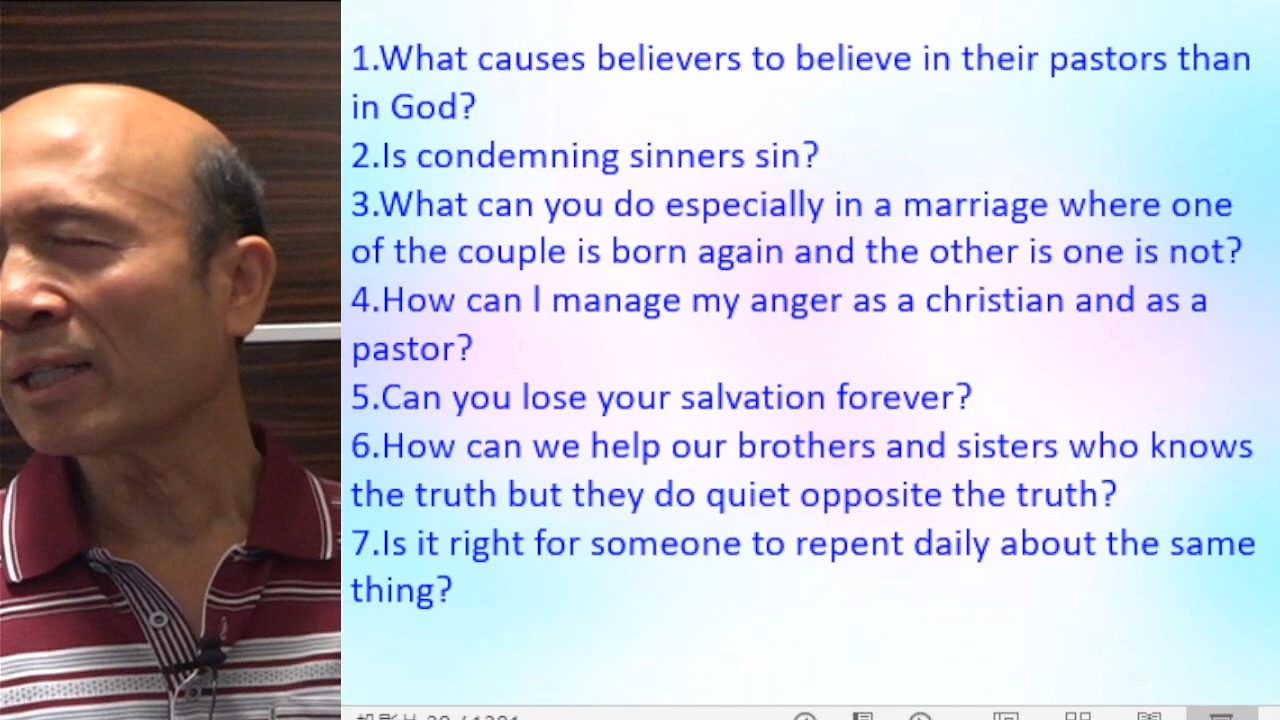 1.What causes believers to believe in their pastors than
in God?
2.Is condemning sinners sin?
3.What can you do especially in a marriage where one
of the couple is born again and the other is one is not?
4.How can l manage my anger as a christian and as a
pastor?
5.Can you lose your salvation forever?
6.How can we help our brothers and sisters who knows
the truth but they do quiet opposite the truth?
7.Is it right for someone to repent daily about the same
thing?